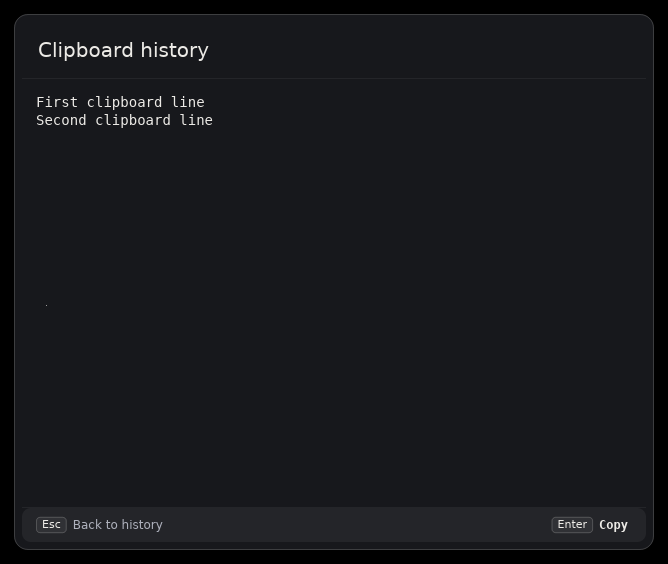 Clipboard history
First clipboard line
Second clipboard line
Esc Back to history
Enter Copy